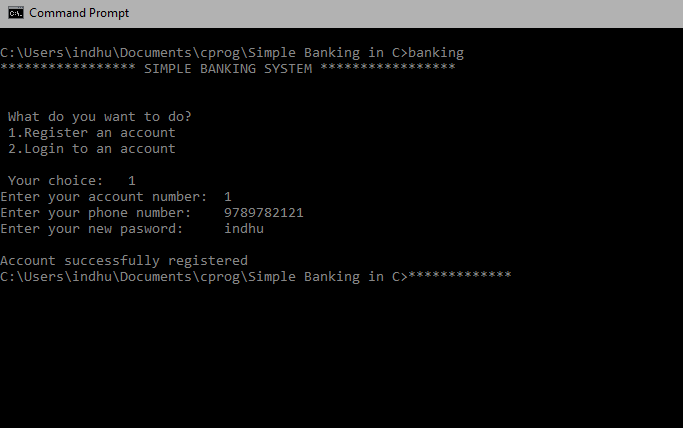 Command Prompt
C:\Users\indhu\Documents\cprog\Simple Banking in C>banking
***************** SIMPLE BANKING SYSTEM *****************
What do you want to do?
1.Register an account
2.Login to an account
Your choice:   1
Enter your account number:  1
Enter your phone number:    9789782121
Enter your new pasword:     indhu
Account successfully registered
C:\Users\indhu\Documents\cprog\Simple Banking in C>*************